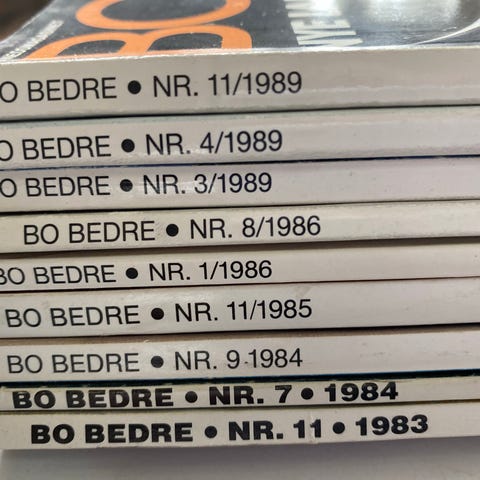 BO
NYE
BO BEDRE • NR. 11/1989
BO BEDRE • NR. 4/1989
BO BEDRE • NR. 3/1989
BO BEDRE • NR. 8/1986
BO BEDRE • NR. 1/1986
BO BEDRE • NR. 11/1985
BO BEDRE • NR. 9 1984
BO BEDRE • NR. 7 • 1984
BO BEDRE • NR. 11 • 1983